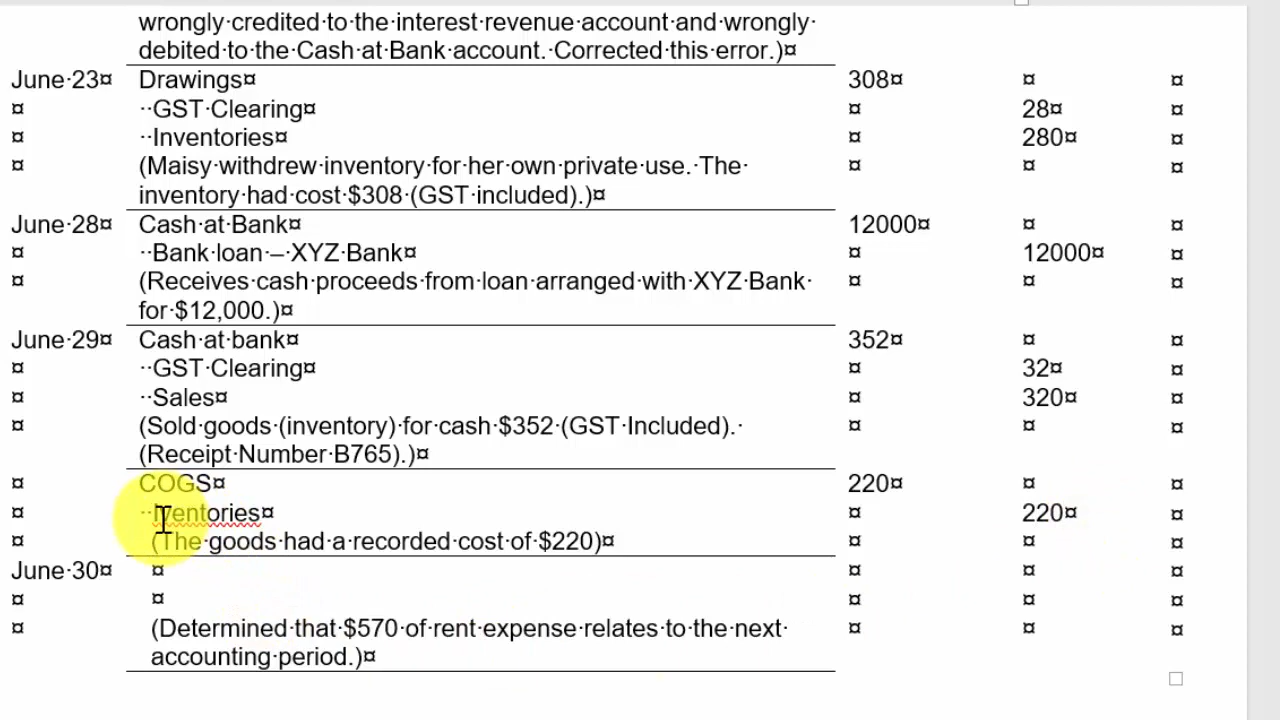 wrongly·credited·to·the·interest·revenue·account·and·wrongly·
debited·to·the·Cash·at·Bank·account.··Corrected·this·error.)¤
June·23¤ Drawings¤ 308¤ ¤ ¤
¤ ··GST·Clearing¤ ¤ 28¤ ¤
¤ ··Inventories¤ ¤ 280¤ ¤
¤ (Maisy·withdrew·inventory·for·her·own·private·use.··The· ¤ ¤ ¤
inventory·had·cost·$308·(GST·included).)¤
June·28¤ Cash·at·Bank¤ 12000¤ ¤ ¤
¤ ··Bank·loan·–·XYZ·Bank¤ ¤ 12000¤ ¤
¤ (Receives·cash·proceeds·from·loan·arranged·with·XYZ·Bank· ¤ ¤ ¤
for·$12,000.)¤
June·29¤ Cash·at·bank¤ 352¤ ¤ ¤
¤ ··GST·Clearing¤ ¤ 32¤ ¤
¤ ··Sales¤ ¤ 320¤ ¤
¤ (Sold·goods·(inventory)·for·cash·$352·(GST·Included).· ¤ ¤ ¤
(Receipt·Number·B765).)¤
¤ COGS¤ 220¤ ¤ ¤
¤ ··Iventories¤ ¤ 220¤ ¤
¤ (The·goods·had·a·recorded·cost·of·$220)¤ ¤ ¤ ¤
June·30¤ ¤ ¤ ¤ ¤
¤ ¤ ¤ ¤ ¤
¤ (Determined·that·$570·of·rent·expense·relates·to·the·next· ¤ ¤ ¤
accounting·period.)¤